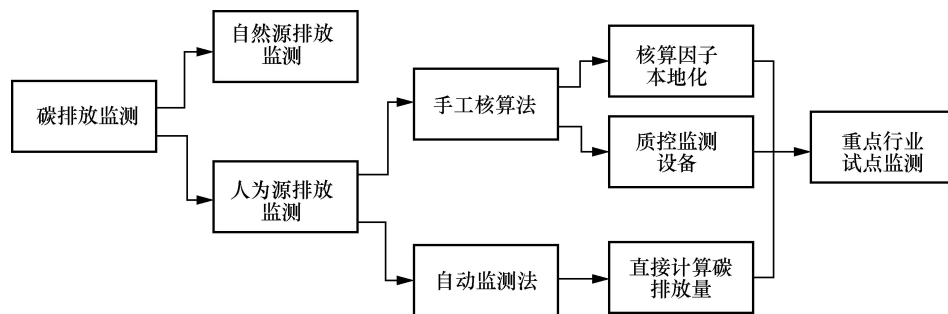 碳排放监测
自然源排放
监测
人为源排放
监测
手工核算法
自动监测法
核算因子
本地化
质控监测
设备
直接计算碳
排放量
重点行业
试点监测